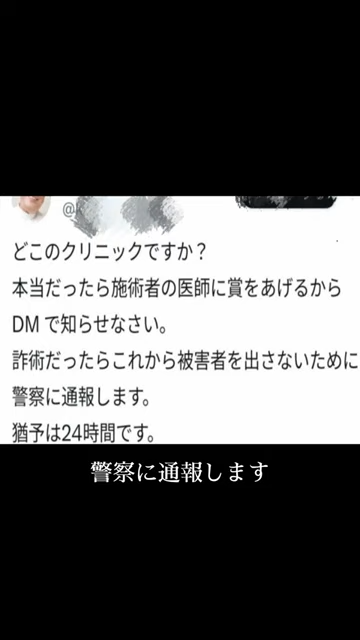 @k
どこのクリニックですか？
本当だったら施術者の医師に賞をあげるから
DMで知らせなさい。
詐術だったらこれから被害者を出さないために
警察に通報します。
猶予は24時間です。
警察に通報します